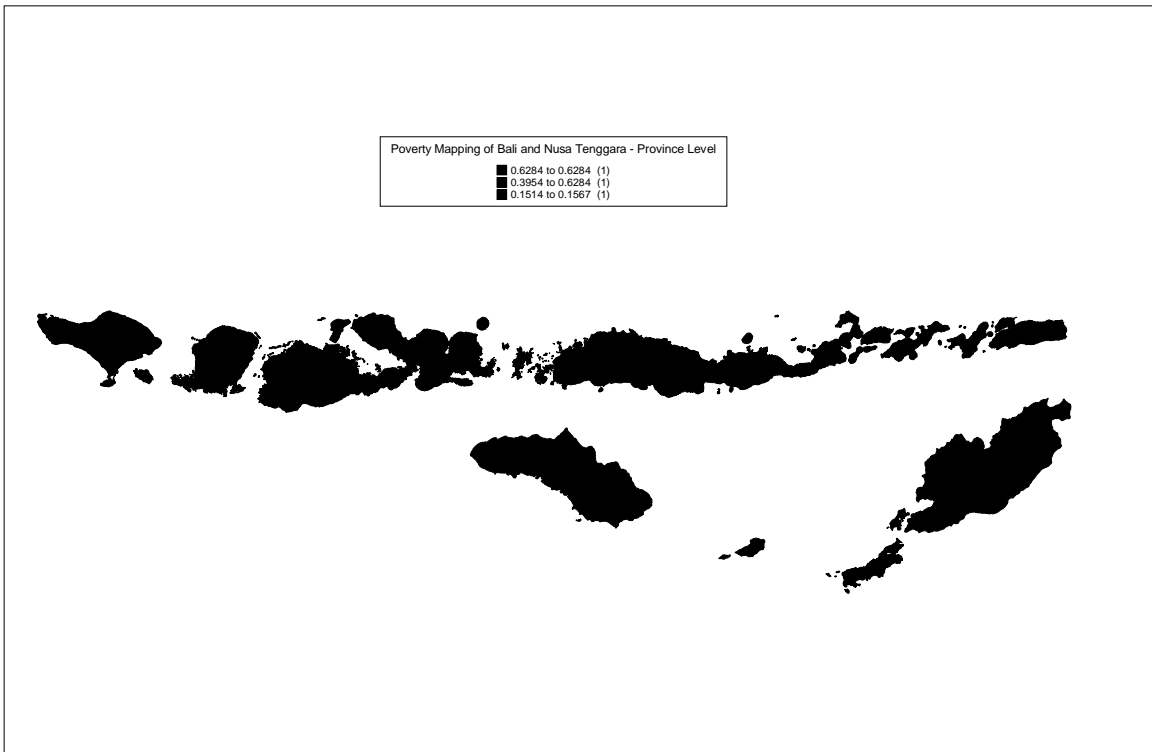 Poverty Mapping of Bali and Nusa Tenggara - Province Level
0.6284 to 0.6284 (1)
0.3954 to 0.6284 (1)
0.1514 to 0.1567 (1)